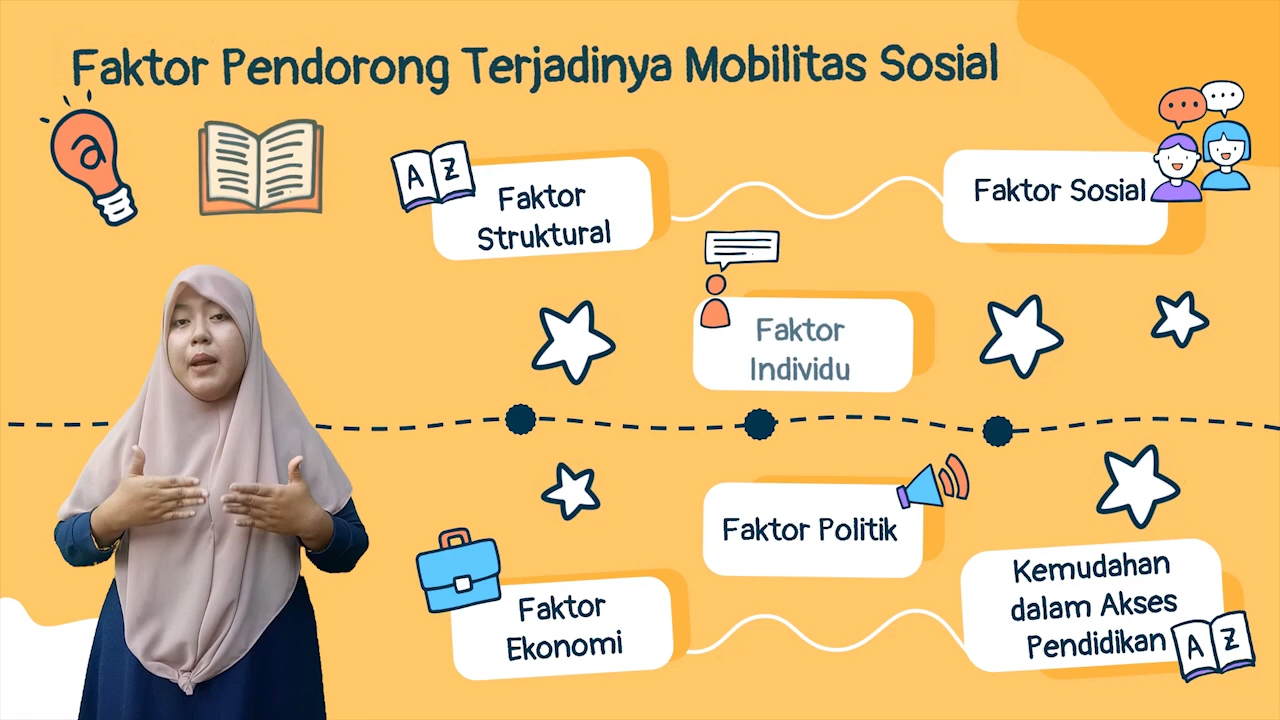 Faktor Pendorong Terjadinya Mobilitas Sosial
a
A Z
Faktor
Struktural
Faktor Sosial
Faktor
Individu
Faktor Politik
Faktor
Ekonomi
Kemudahan
dalam Akses
Pendidikan
A Z